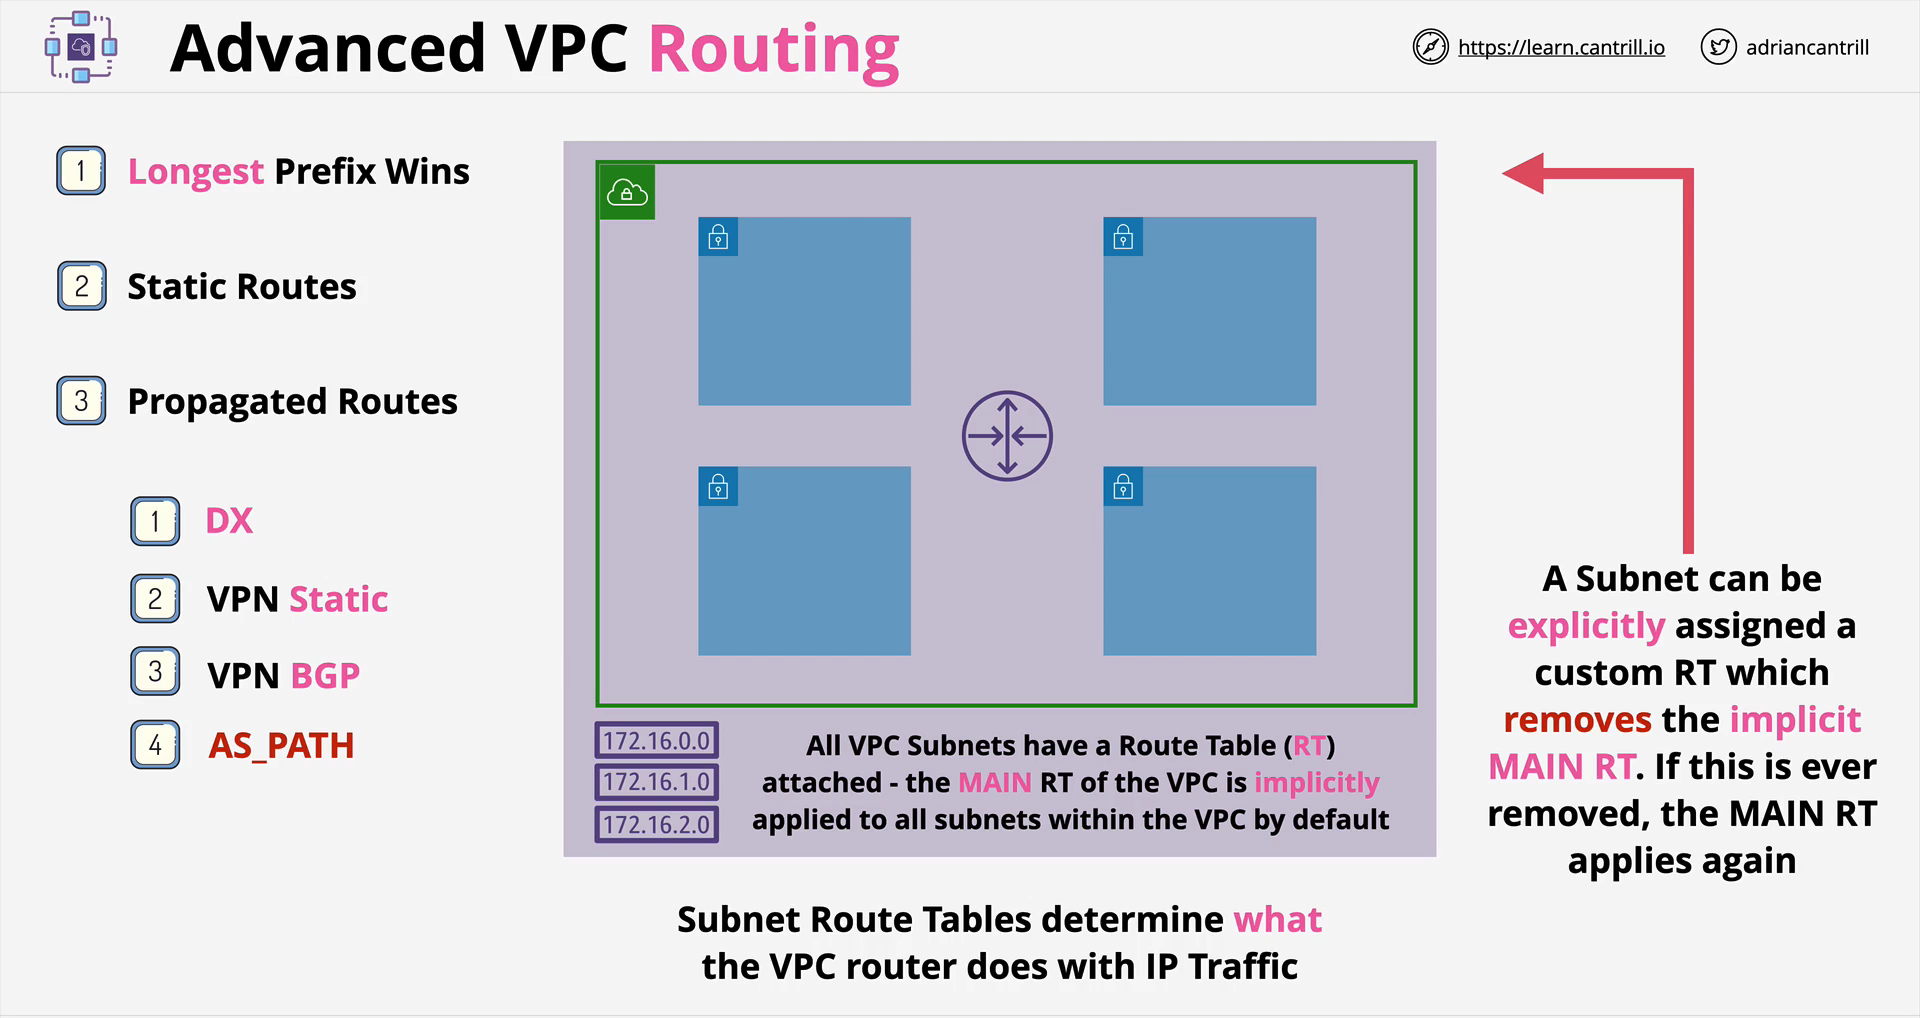 Advanced VPC Routing
https://learn.cantrill.io
adriancantrill
1 Longest Prefix Wins
2 Static Routes
3 Propagated Routes
1 DX
2 VPN Static
3 VPN BGP
4 AS_PATH
172.16.0.0
172.16.1.0
172.16.2.0
All VPC Subnets have a Route Table (RT)
attached - the MAIN RT of the VPC is implicitly
applied to all subnets within the VPC by default
Subnet Route Tables determine what
the VPC router does with IP Traffic
A Subnet can be
explicitly assigned a
custom RT which
removes the implicit
MAIN RT. If this is ever
removed, the MAIN RT
applies again